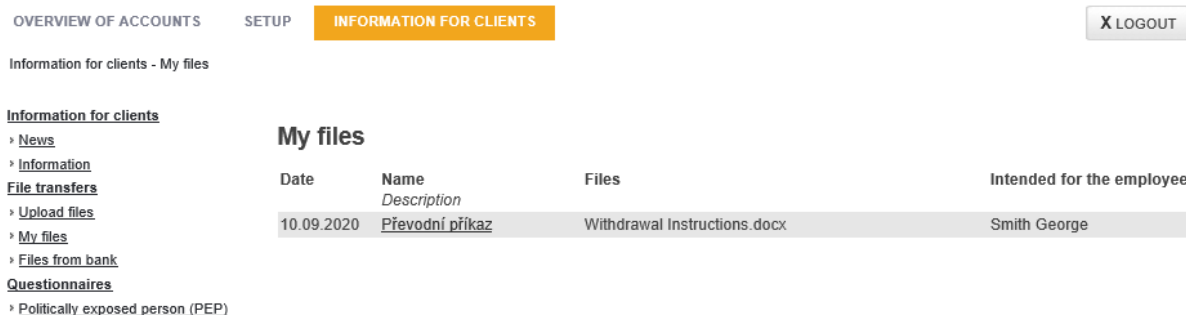 OVERVIEW OF ACCOUNTS SETUP INFORMATION FOR CLIENTS X LOGOUT
Information for clients - My files
Information for clients
› News
› Information
File transfers
› Upload files
› My files
› Files from bank
Questionnaires
› Politically exposed person (PEP)
My files
Date Name Files Intended for the employee
Description
10.09.2020 Převodní příkaz Withdrawal Instructions.docx Smith George